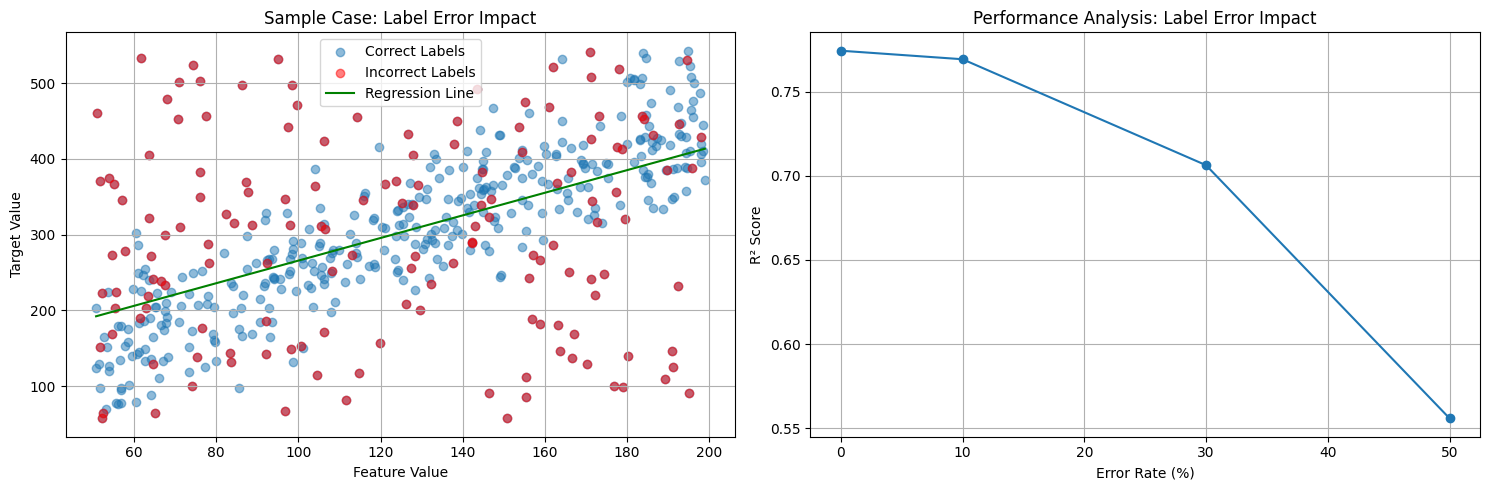 Sample Case: Label Error Impact
Correct Labels
Incorrect Labels
Regression Line
Target Value
500
400
300
200
100
60
80
100
120
140
160
180
200
Feature Value
Performance Analysis: Label Error Impact
R² Score
0.75
0.70
0.65
0.60
0.55
0
10
20
30
40
50
Error Rate (%)